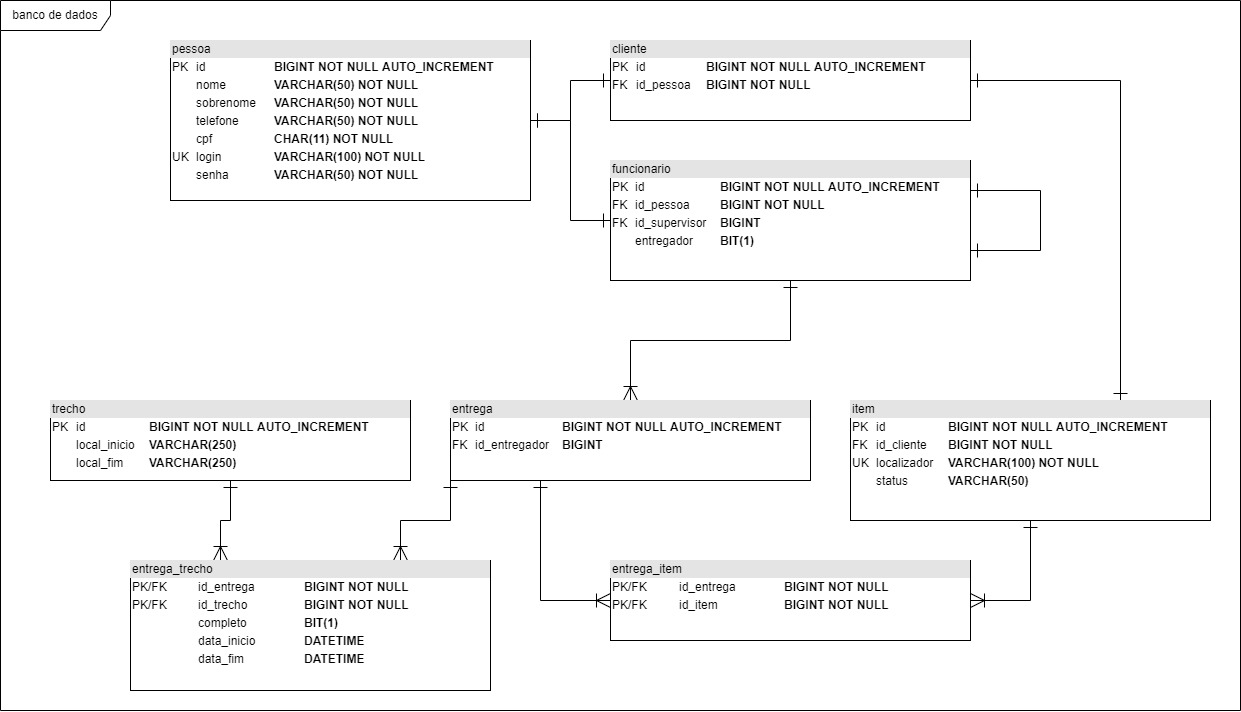 banco de dados
pessoa
PK id BIGINT NOT NULL AUTO_INCREMENT
nome VARCHAR(50) NOT NULL
sobrenome VARCHAR(50) NOT NULL
telefone VARCHAR(50) NOT NULL
cpf CHAR(11) NOT NULL
UK login VARCHAR(100) NOT NULL
senha VARCHAR(50) NOT NULL
cliente
PK id BIGINT NOT NULL AUTO_INCREMENT
FK id_pessoa BIGINT NOT NULL
funcionario
PK id BIGINT NOT NULL AUTO_INCREMENT
FK id_pessoa BIGINT NOT NULL
FK id_supervisor BIGINT
entregador BIT(1)
trecho
PK id BIGINT NOT NULL AUTO_INCREMENT
local_inicio VARCHAR(250)
local_fim VARCHAR(250)
entrega
PK id BIGINT NOT NULL AUTO_INCREMENT
FK id_entregador BIGINT
item
PK id BIGINT NOT NULL AUTO_INCREMENT
FK id_cliente BIGINT NOT NULL
UK localizador VARCHAR(100) NOT NULL
status VARCHAR(50)
entrega_trecho
PK/FK id_entrega BIGINT NOT NULL
PK/FK id_trecho BIGINT NOT NULL
completo BIT(1)
data_inicio DATETIME
data_fim DATETIME
entrega_item
PK/FK id_entrega BIGINT NOT NULL
PK/FK id_item BIGINT NOT NULL